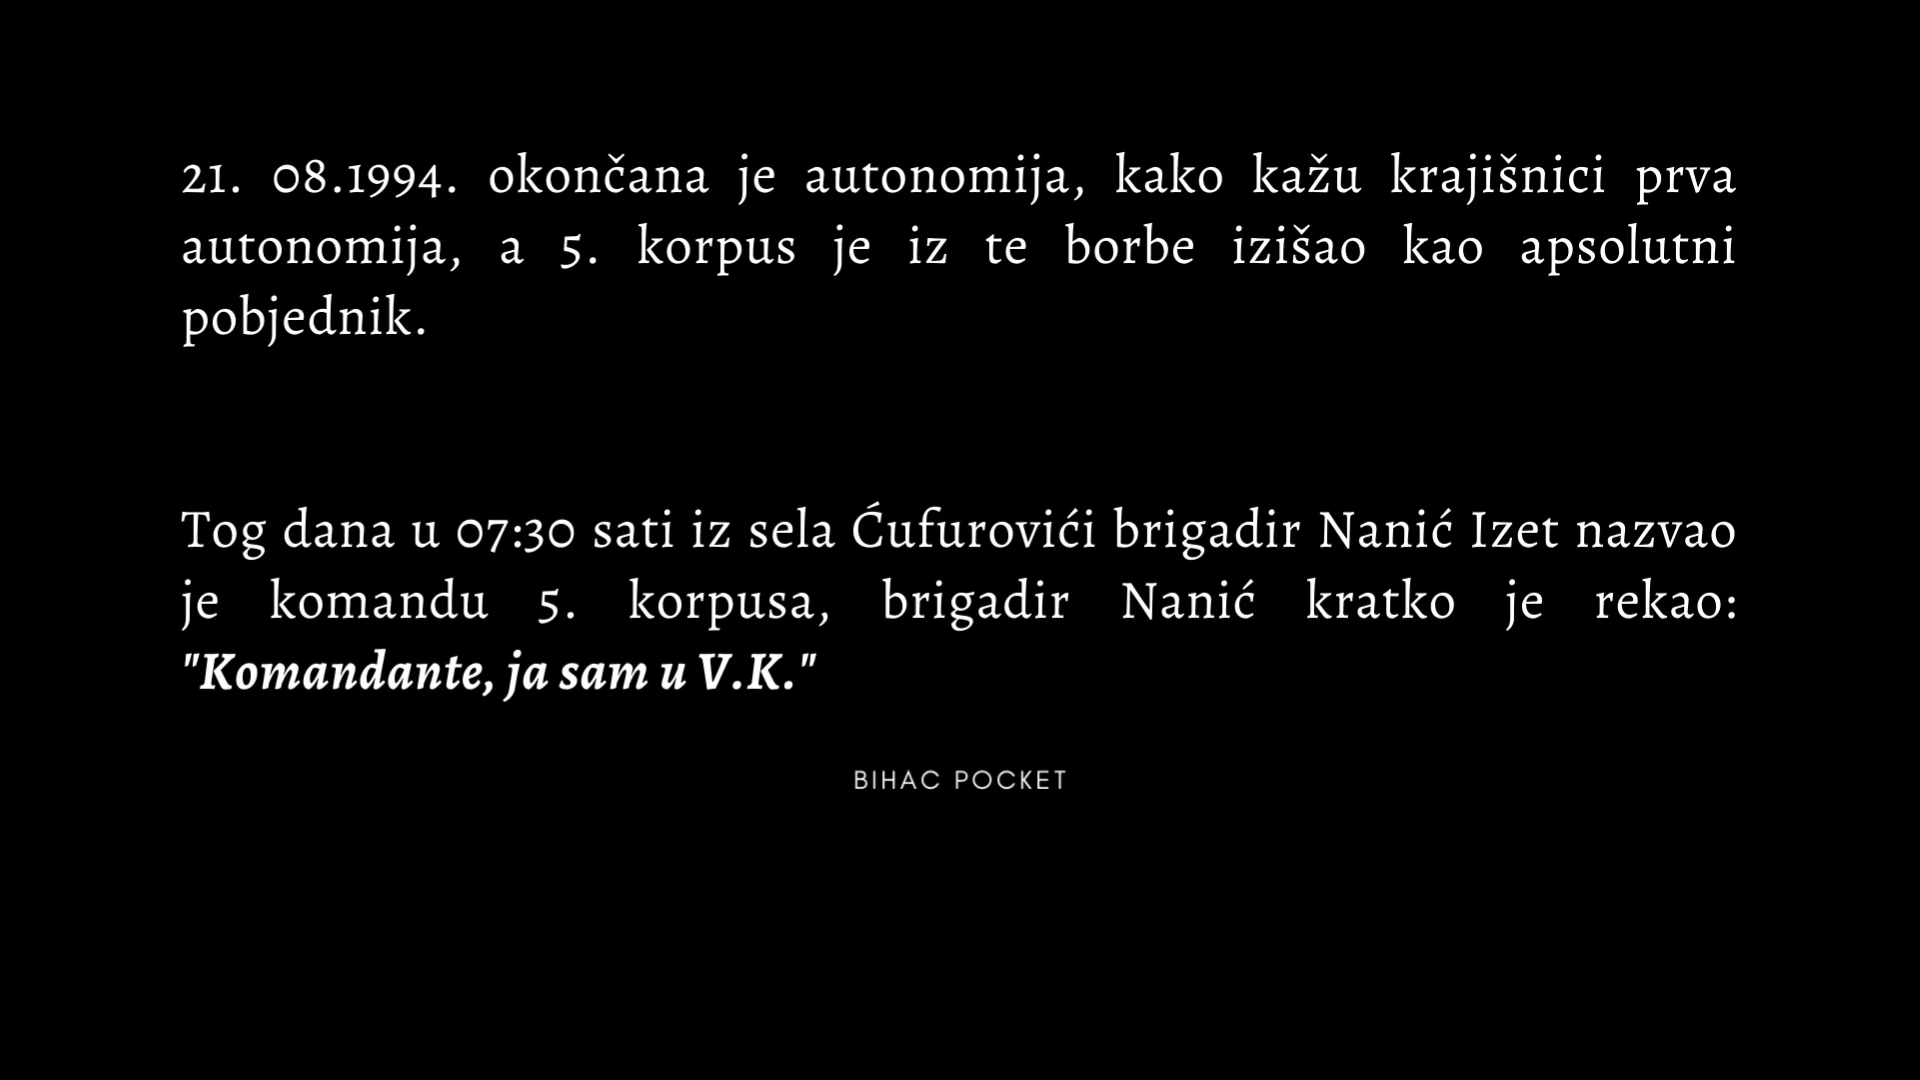 21. 08.1994. okončana je autonomija, kako kažu krajišnici prva
autonomija, a 5. korpus je iz te borbe izišao kao apsolutni
pobjednik.
Tog dana u 07:30 sati iz sela Ćufurovići brigadir Nanić Izet nazvao
je komandu 5. korpusa, brigadir Nanić kratko je rekao:
"Komandante, ja sam u V.K."
BIHAC POCKET